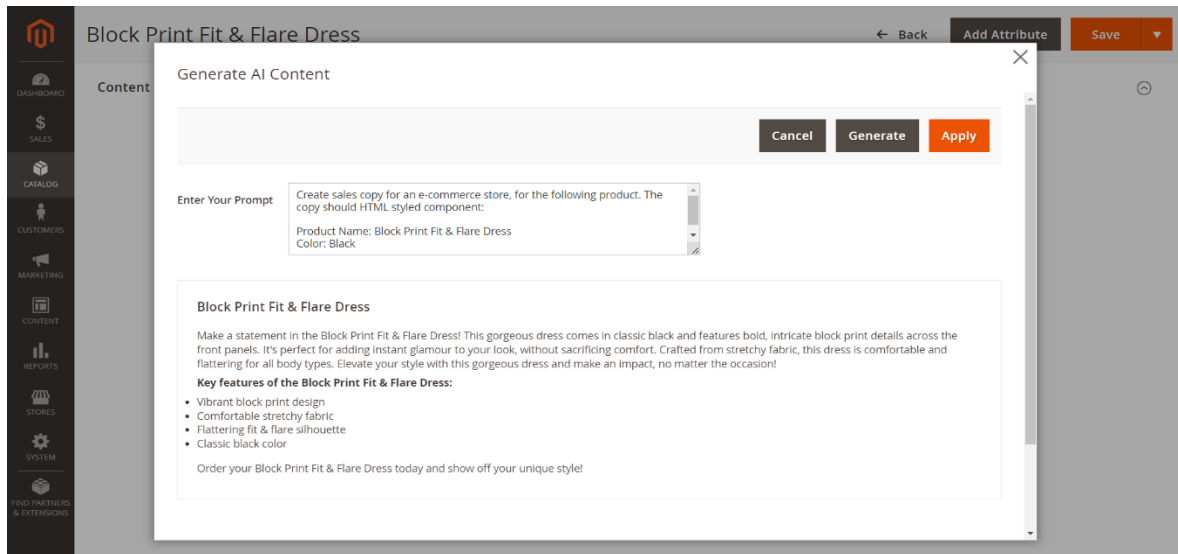 Block Print Fit & Flare Dress
← Back
Add Attribute
Save
DASHBOARD
$
SALES
CATALOG
CUSTOMERS
MARKETING
CONTENT
REPORTS
STORES
SYSTEM
FIND PARTNERS
& EXTENSIONS
Content
Generate AI Content
Cancel
Generate
Apply
Enter Your Prompt
Create sales copy for an e-commerce store, for the following product. The
copy should HTML styled component:
Product Name: Block Print Fit & Flare Dress
Color: Black
Block Print Fit & Flare Dress
Make a statement in the Block Print Fit & Flare Dress! This gorgeous dress comes in classic black and features bold, intricate block print details across the
front panels. It's perfect for adding instant glamour to your look, without sacrificing comfort. Crafted from stretchy fabric, this dress is comfortable and
flattering for all body types. Elevate your style with this gorgeous dress and make an impact, no matter the occasion!
Key features of the Block Print Fit & Flare Dress:
• Vibrant block print design
• Comfortable stretchy fabric
• Flattering fit & flare silhouette
• Classic black color
Order your Block Print Fit & Flare Dress today and show off your unique style!